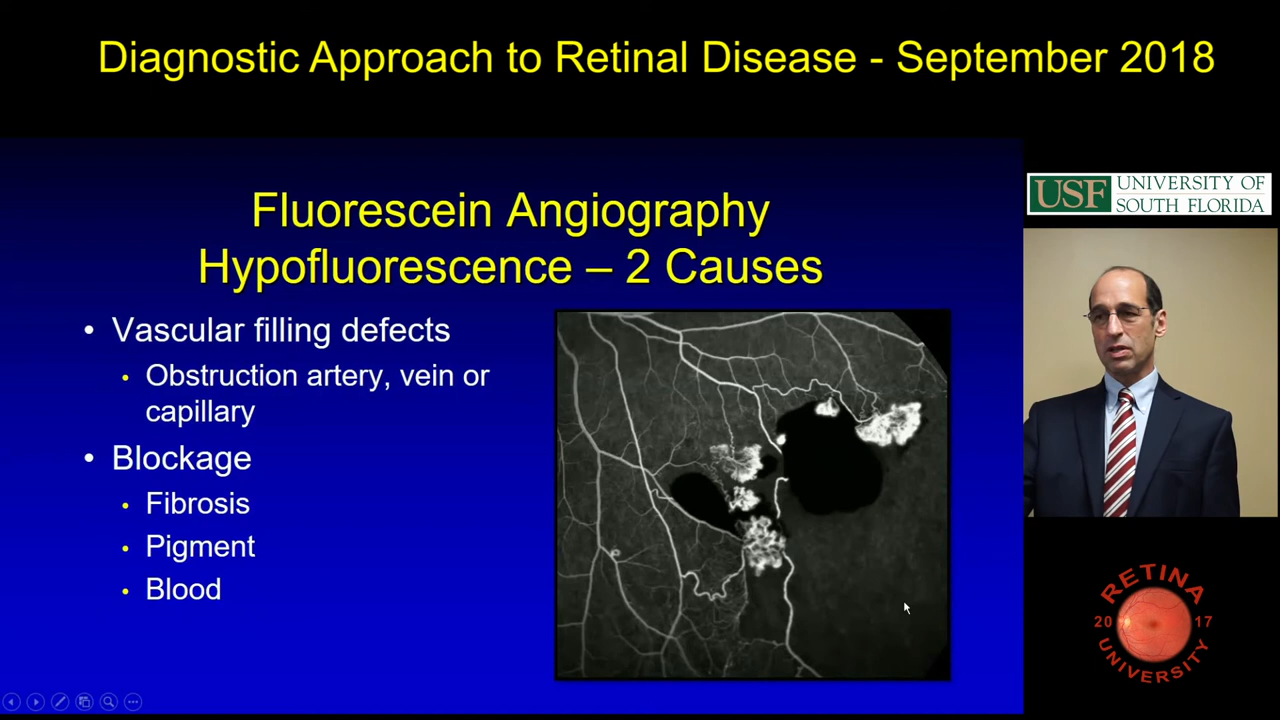 Diagnostic Approach to Retinal Disease - September 2018
Fluorescein Angiography
Hypofluorescence – 2 Causes
• Vascular filling defects
• Obstruction artery, vein or
capillary
• Blockage
• Fibrosis
• Pigment
• Blood
USF UNIVERSITY OF
SOUTH FLORIDA
RETINA
20 17
UNIVERSITY